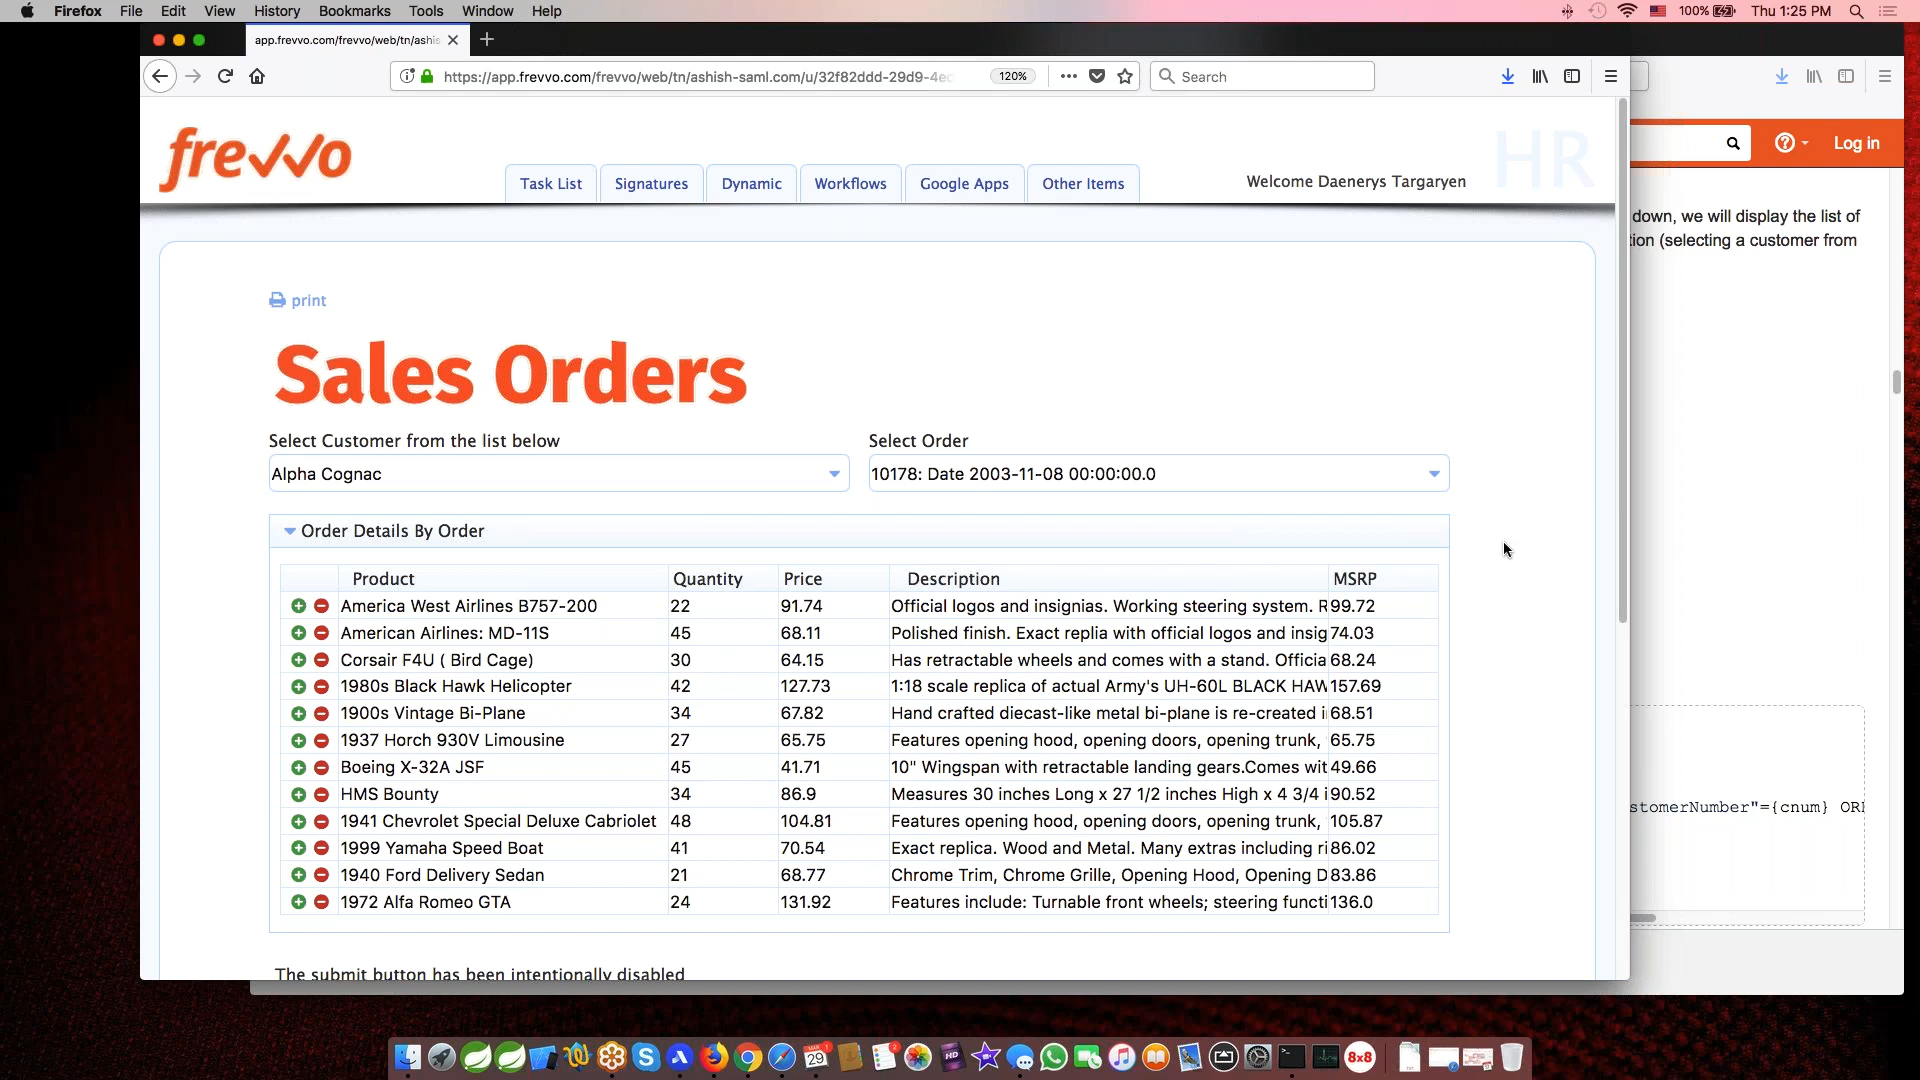 Firefox File Edit View History Bookmarks Tools Window Help 100% Thu 1:25 PM
app.frevvo.com/frevvo/web/tn/ashis
https://app.frevvo.com/frevvo/web/tn/ashish-saml.com/u/32f82ddd-29d9-4ec 120% Search
frevvo
Task List Signatures Dynamic Workflows Google Apps Other Items
Welcome Daenerys Targaryen
HR
Log in
down, we will display the list of
tion (selecting a customer from
print
Sales Orders
Select Customer from the list below Select Order
Alpha Cognac 10178: Date 2003-11-08 00:00:00.0
Order Details By Order
Product Quantity Price Description MSRP
America West Airlines B757-200 22 91.74 Official logos and insignias. Working steering system. R 99.72
American Airlines: MD-11S 45 68.11 Polished finish. Exact replia with official logos and insig 74.03
Corsair F4U ( Bird Cage) 30 64.15 Has retractable wheels and comes with a stand. Officia 68.24
1980s Black Hawk Helicopter 42 127.73 1:18 scale replica of actual Army's UH-60L BLACK HAW 157.69
1900s Vintage Bi-Plane 34 67.82 Hand crafted diecast-like metal bi-plane is re-created i 68.51
1937 Horch 930V Limousine 27 65.75 Features opening hood, opening doors, opening trunk, 65.75
Boeing X-32A JSF 45 41.71 10" Wingspan with retractable landing gears.Comes wit 49.66
HMS Bounty 34 86.9 Measures 30 inches Long x 27 1/2 inches High x 4 3/4 i 90.52
1941 Chevrolet Special Deluxe Cabriolet 48 104.81 Features opening hood, opening doors, opening trunk, 105.87
1999 Yamaha Speed Boat 41 70.54 Exact replica. Wood and Metal. Many extras including ri 86.02
1940 Ford Delivery Sedan 21 68.77 Chrome Trim, Chrome Grille, Opening Hood, Opening D 83.86
1972 Alfa Romeo GTA 24 131.92 Features include: Turnable front wheels; steering functi 136.0
stomerNumber"={cnum} ORI
The submit button has been intentionally disabled
29
HD
8x8